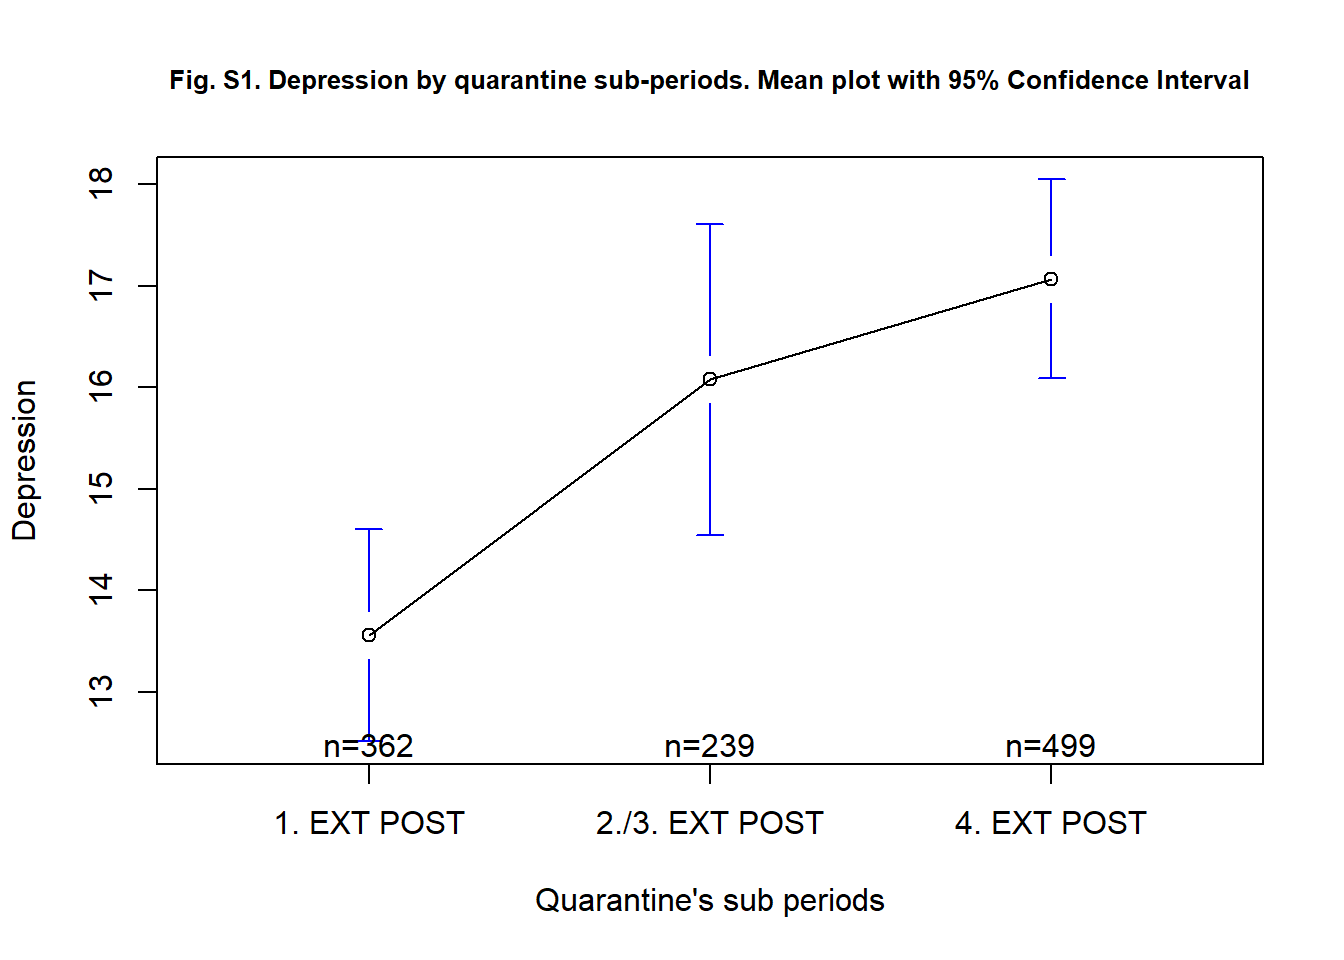 Fig. S1. Depression by quarantine sub-periods. Mean plot with 95% Confidence Interval
18
17
16
15
14
13
Depression
n=362 n=239 n=499
1. EXT POST 2./3. EXT POST 4. EXT POST
Quarantine's sub periods